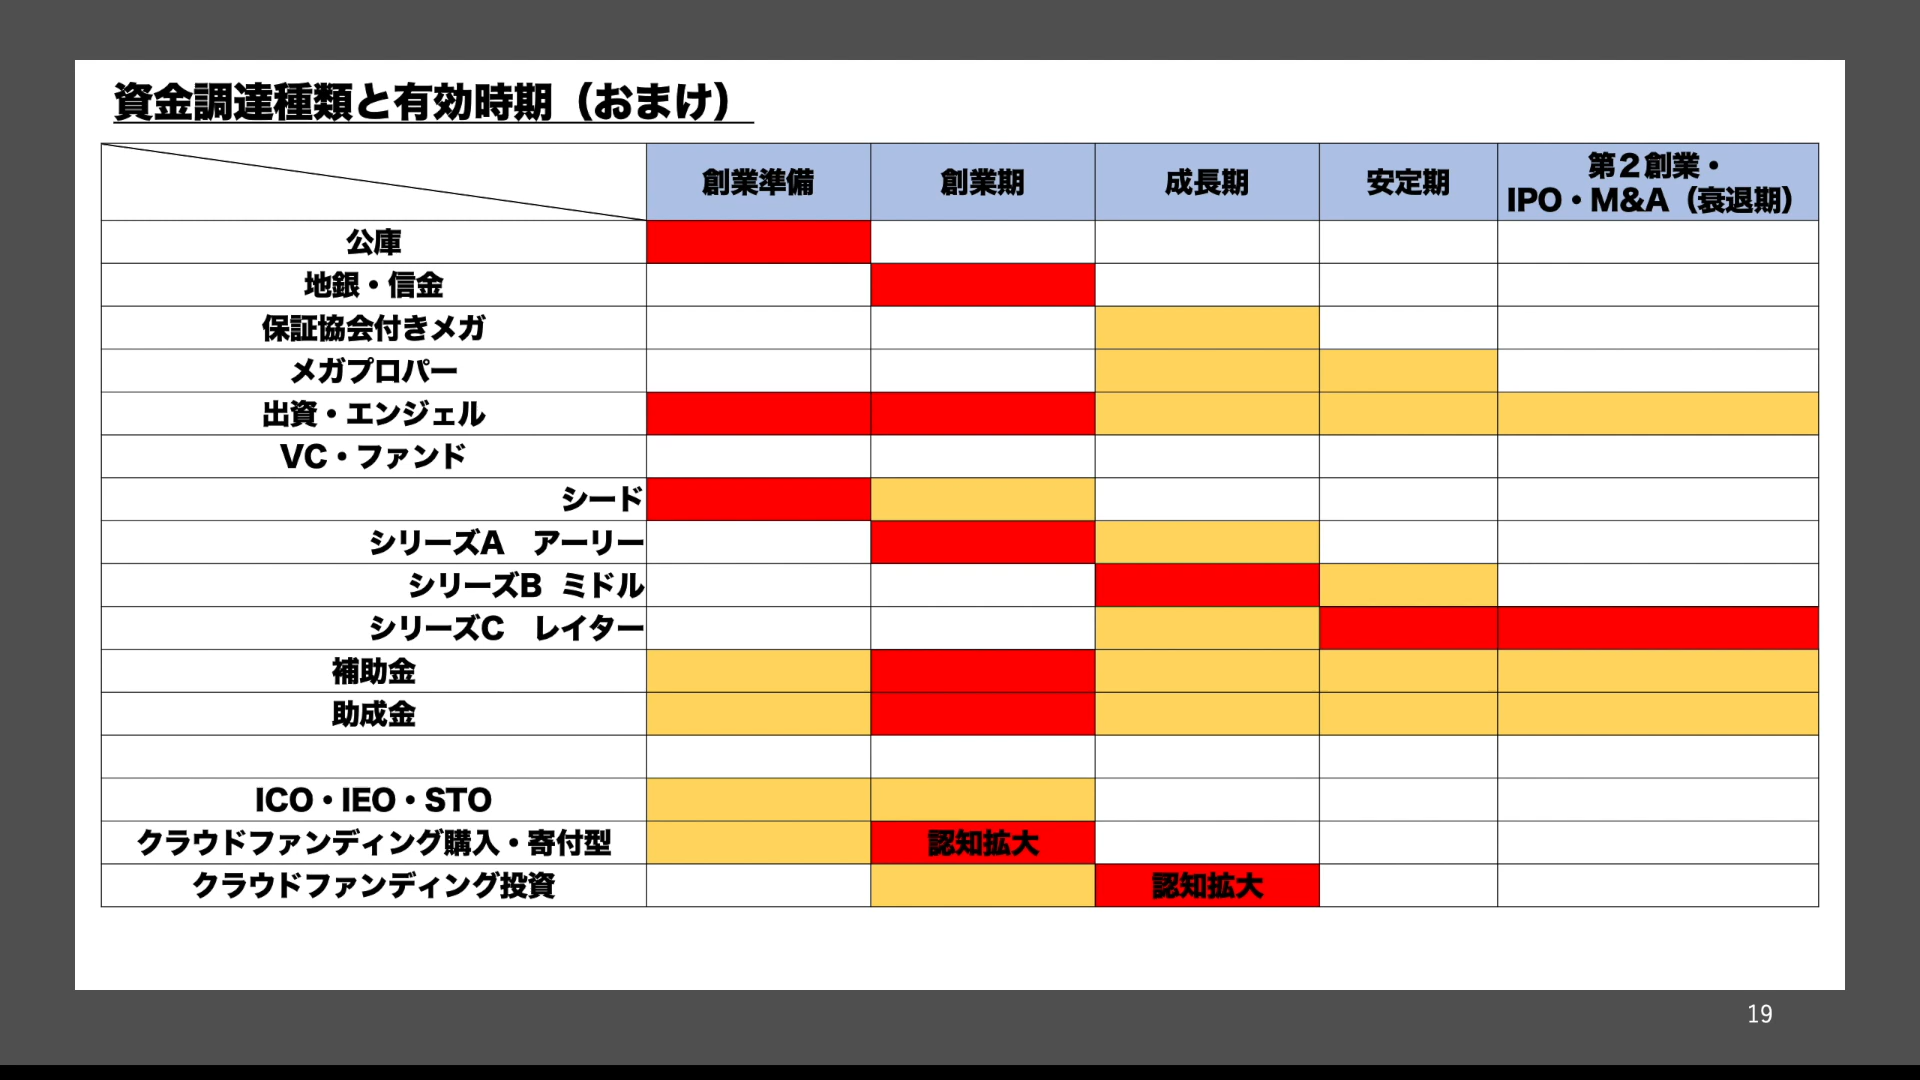 資金調達種類と有効時期（おまけ）
創業準備
創業期
成長期
安定期
第２創業・
IPO・M&A（衰退期）
公庫
地銀・信金
保証協会付きメガ
メガプロパー
出資・エンジェル
VC・ファンド
シード
シリーズA　アーリー
シリーズB ミドル
シリーズC　レイター
補助金
助成金
ICO・IEO・STO
クラウドファンディング購入・寄付型
認知拡大
クラウドファンディング投資
認知拡大
19